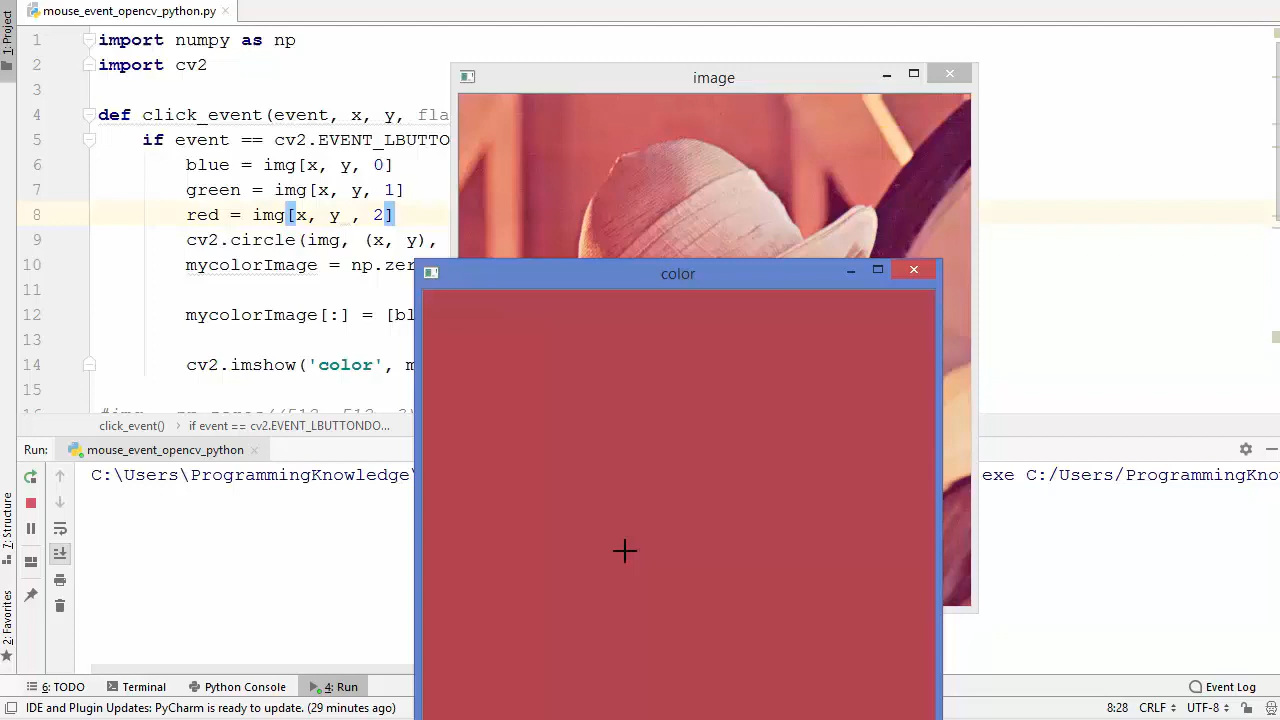 1: Project
mouse_event_opencv_python.py
1 import numpy as np
2 import cv2
3
4 def click_event(event, x, y, fla
5 if event == cv2.EVENT_LBUTTO
6 blue = img[x, y, 0]
7 green = img[x, y, 1]
8 red = img[x, y , 2]
9 cv2.circle(img, (x, y),
10 mycolorImage = np.zer
11
12 mycolorImage[:] = [bl
13
14 cv2.imshow('color', m
15
image
color
click_event() › if event == cv2.EVENT_LBUTTONDO...
Run: mouse_event_opencv_python
C:\Users\ProgrammingKnowledge
exe C:/Users/ProgrammingKno
7: Structure
2: Favorites
6: TODO Terminal Python Console 4: Run Event Log
IDE and Plugin Updates: PyCharm is ready to update. (29 minutes ago) 8:28 CRLF UTF-8